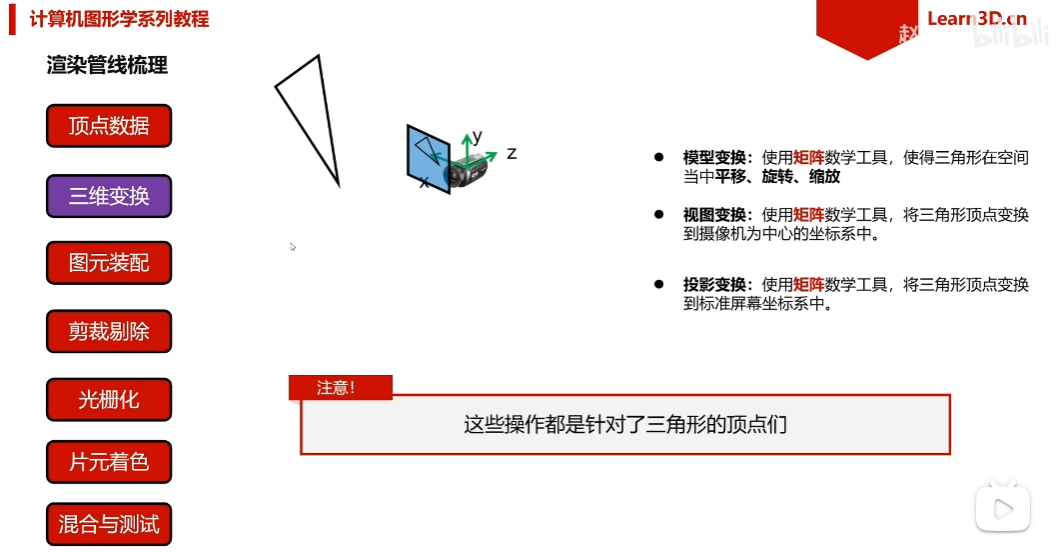 计算机图形学系列教程
Learn3D.cn
赵
bilibili
渲染管线梳理
顶点数据
三维变换
图元装配
剪裁剔除
光栅化
片元着色
混合与测试
y
z
x
● 模型变换：使用矩阵数学工具，使得三角形在空间
当中平移、旋转、缩放
● 视图变换：使用矩阵数学工具，将三角形顶点变换
到摄像机为中心的坐标系中。
● 投影变换：使用矩阵数学工具，将三角形顶点变换
到标准屏幕坐标系中。
注意！
这些操作都是针对了三角形的顶点们